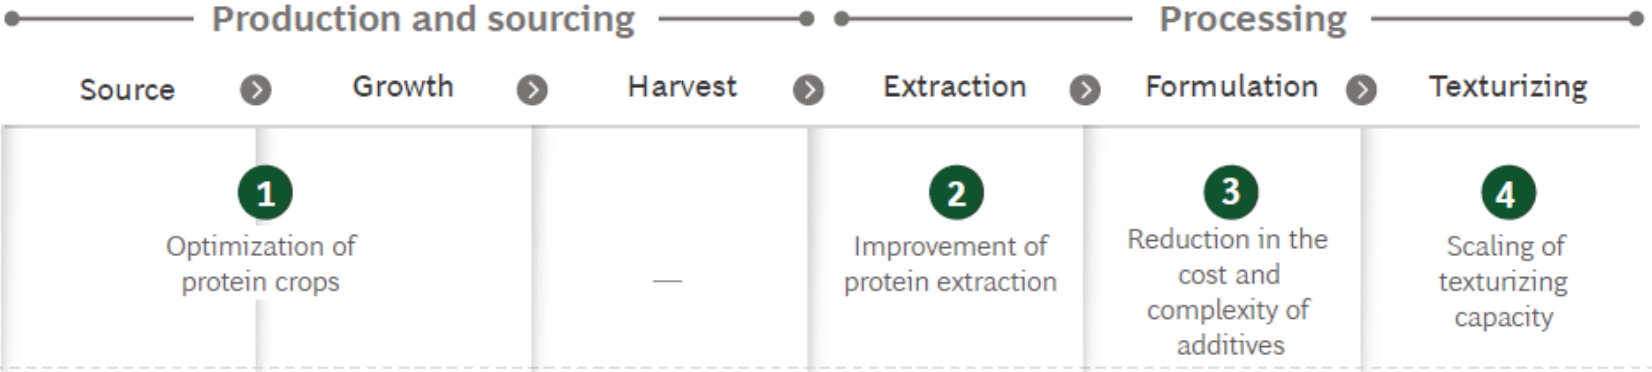 Production and sourcing
Processing
Source
Growth
Harvest
Extraction
Formulation
Texturizing
1
Optimization of
protein crops
—
2
Improvement of
protein extraction
3
Reduction in the
cost and
complexity of
additives
4
Scaling of
texturizing
capacity